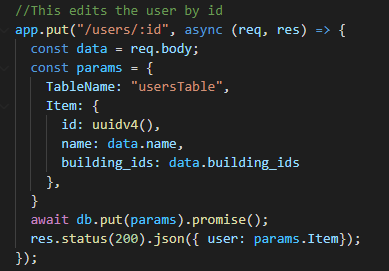 //This edits the user by id
app.put("/users/:id", async (req, res) => {
  const data = req.body;
  const params = {
    TableName: "usersTable",
    Item: {
      id: uuidv4(),
      name: data.name,
      building_ids: data.building_ids
    },
  }
  await db.put(params).promise();
  res.status(200).json({ user: params.Item});
});